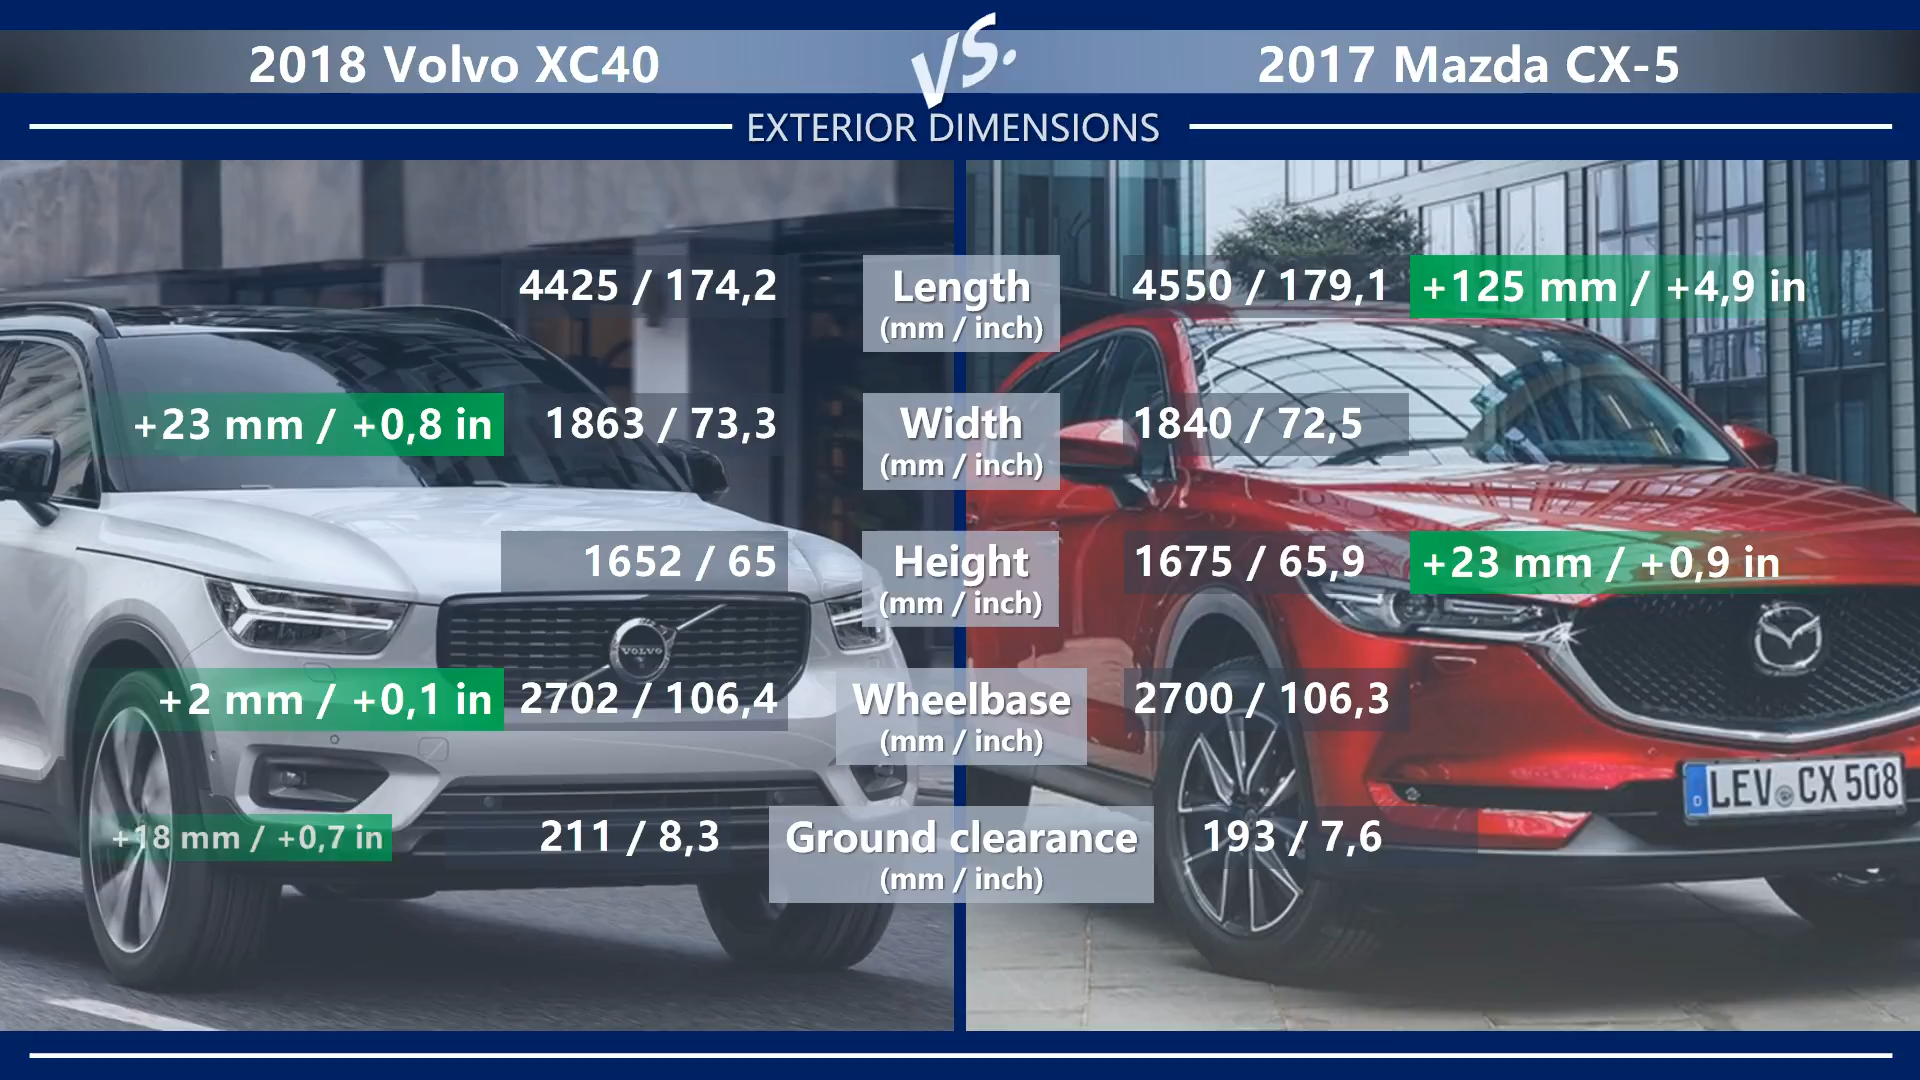 2018 Volvo XC40 VS. 2017 Mazda CX-5
EXTERIOR DIMENSIONS
4425 / 174,2 Length 4550 / 179,1 +125 mm / +4,9 in
(mm / inch)
+23 mm / +0,8 in 1863 / 73,3 Width 1840 / 72,5
(mm / inch)
1652 / 65 Height 1675 / 65,9 +23 mm / +0,9 in
(mm / inch)
VOLVO
+2 mm / +0,1 in 2702 / 106,4 Wheelbase 2700 / 106,3
(mm / inch)
LEV CX 508
+18 mm / +0,7 in 211 / 8,3 Ground clearance 193 / 7,6
(mm / inch)